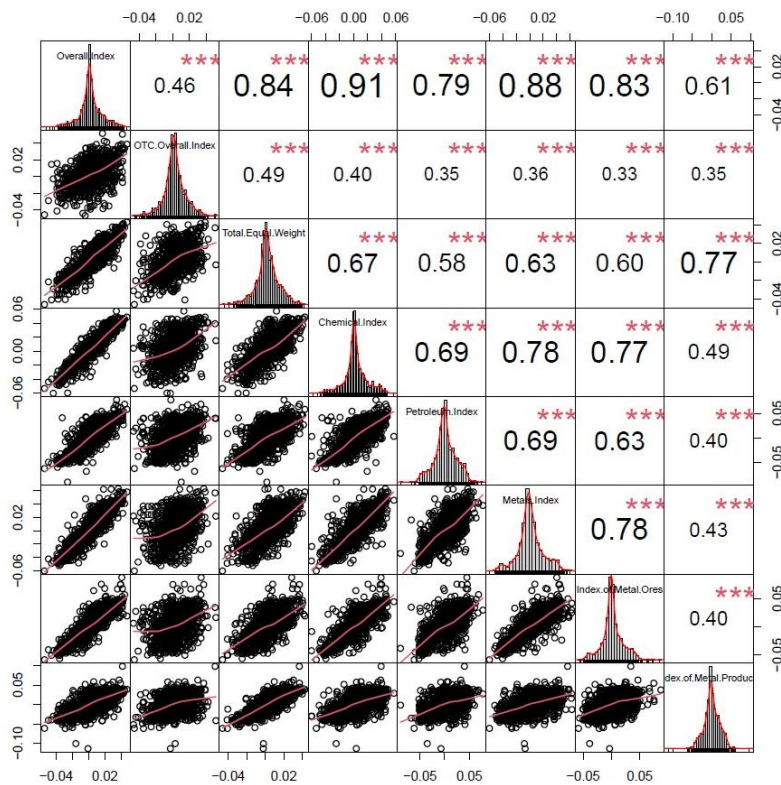 −0.04 0.02 −0.06 0.00 0.06 −0.06 0.02 −0.10 0.05
Overall.Index *** 0.46 *** 0.84 *** 0.91 *** 0.79 *** 0.88 *** 0.83 *** 0.61 −0.04 0.02
−0.04 0.02 OTC.Overall.Index *** 0.49 *** 0.40 *** 0.35 *** 0.36 *** 0.33 *** 0.35
Total.Equal.Weight *** 0.67 *** 0.58 *** 0.63 *** 0.60 *** 0.77 −0.04 0.02
−0.06 0.00 0.06 Chemical.Index *** 0.69 *** 0.78 *** 0.77 *** 0.49
Petroleum.Index *** 0.69 *** 0.63 *** 0.40 −0.05 0.05
−0.06 0.02 Metals.Index *** 0.78 *** 0.43
Index.of.Metal.Ores *** 0.40 −0.05 0.05
−0.10 0.05 dex.of.Metal.Produc
−0.04 0.02 −0.04 0.02 −0.05 0.05 −0.05 0.05